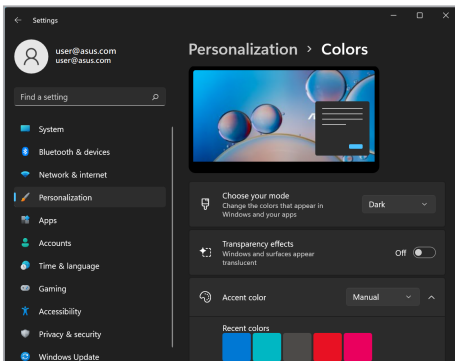 Settings
user@asus.com
user@asus.com
Find a setting
System
Bluetooth & devices
Network & internet
Personalization
Apps
Accounts
Time & language
Gaming
Accessibility
Privacy & security
Windows Update
Personalization > Colors
Choose your mode
Change the colors that appear in
Windows and your apps
Dark
Transparency effects
Windows and surfaces appear
translucent
Off
Accent color
Manual
Recent colors